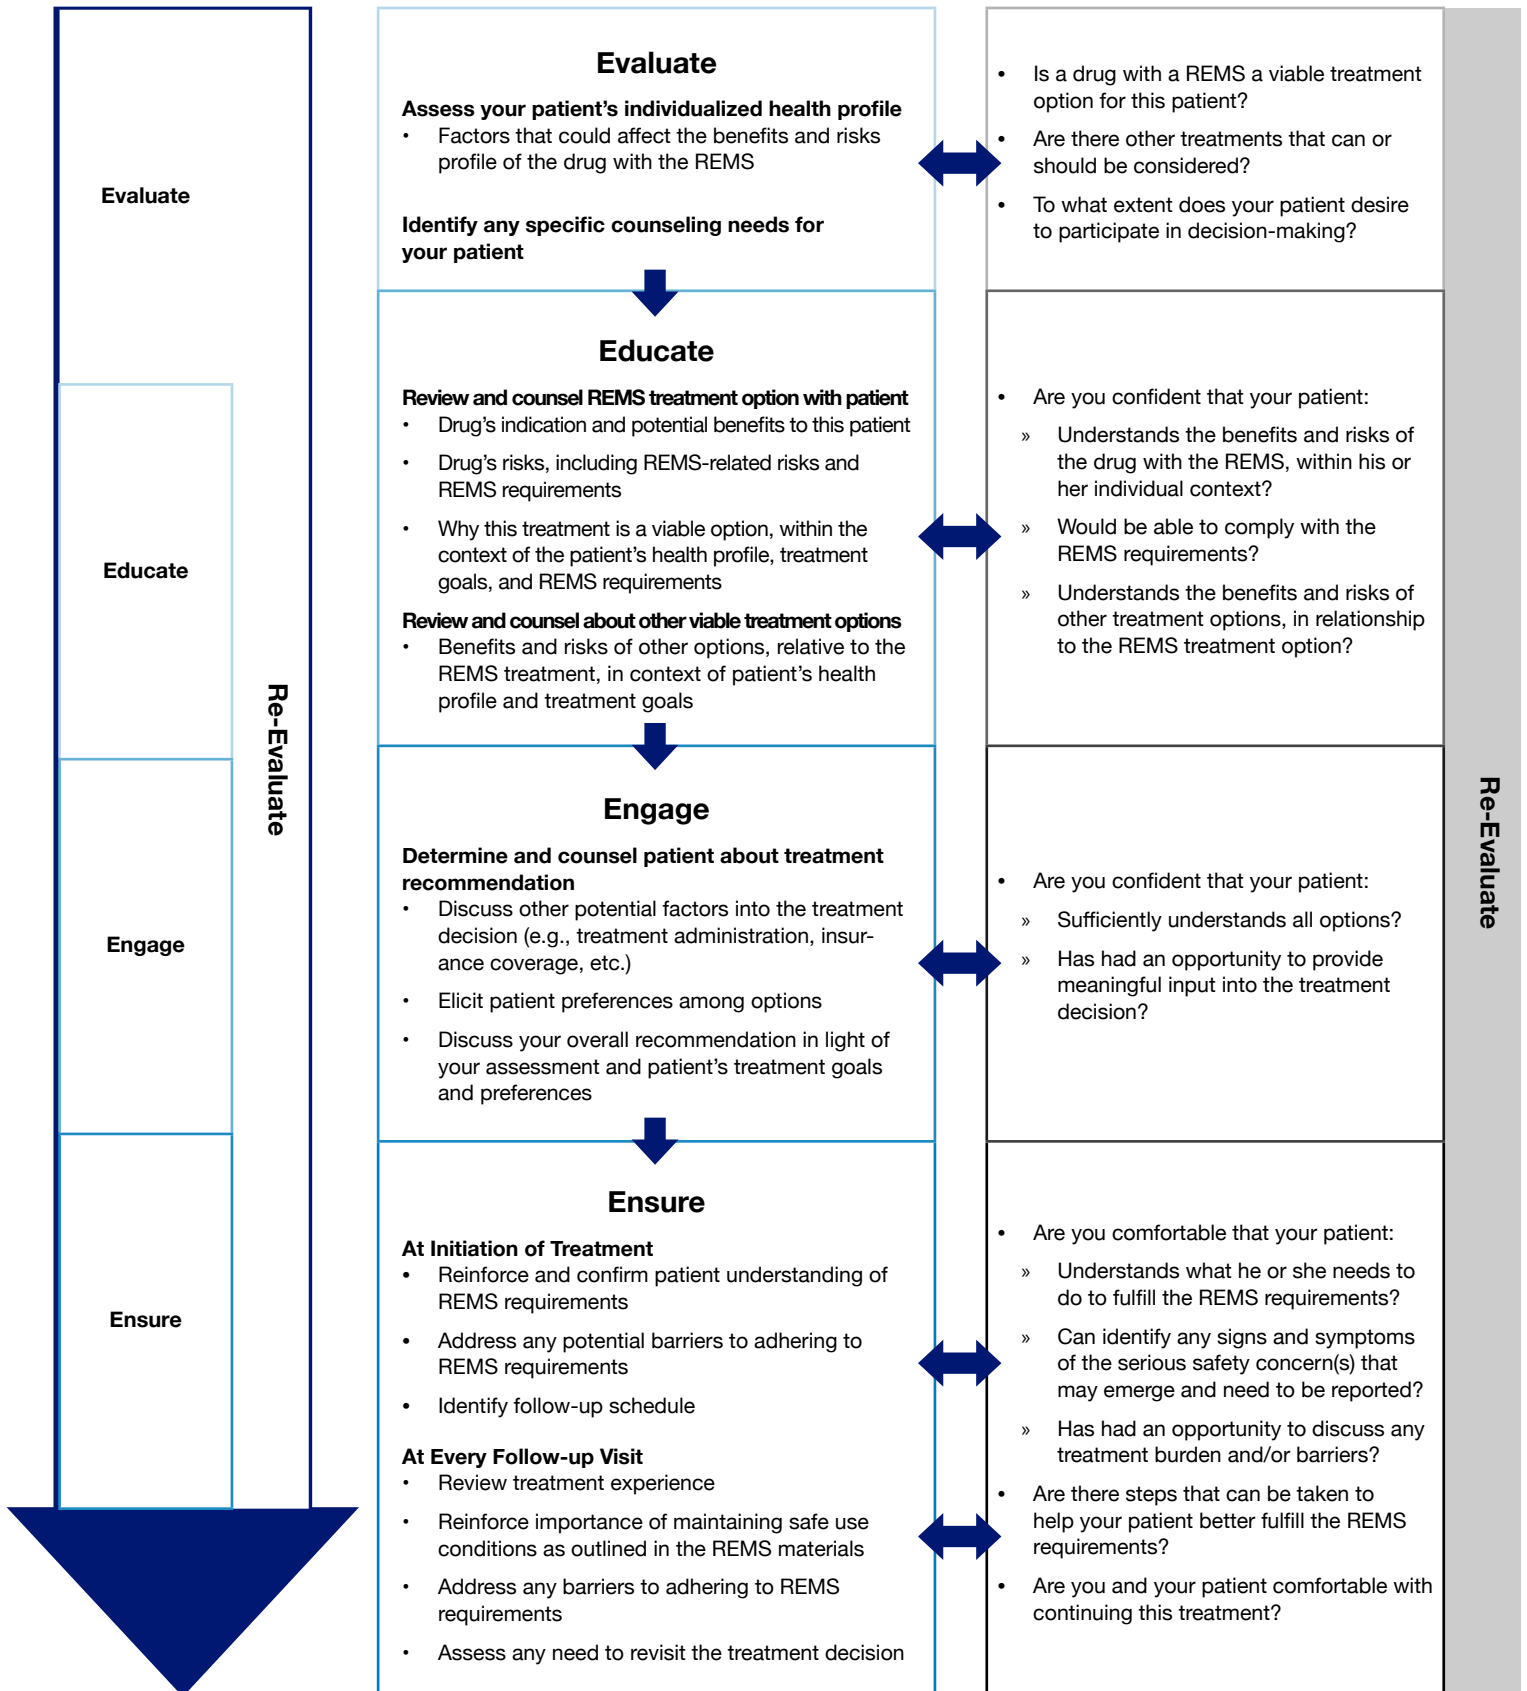 Evaluate
Educate
Engage
Ensure
Re-Evaluate
Evaluate
Assess your patient’s individualized health profile
• Factors that could affect the benefits and risks
profile of the drug with the REMS
Identify any specific counseling needs for
your patient
• Is a drug with a REMS a viable treatment
option for this patient?
• Are there other treatments that can or
should be considered?
• To what extent does your patient desire
to participate in decision-making?
Educate
Review and counsel REMS treatment option with patient
• Drug’s indication and potential benefits to this patient
• Drug’s risks, including REMS-related risks and
REMS requirements
• Why this treatment is a viable option, within the
context of the patient’s health profile, treatment
goals, and REMS requirements
Review and counsel about other viable treatment options
• Benefits and risks of other options, relative to the
REMS treatment, in context of patient’s health
profile and treatment goals
• Are you confident that your patient:
» Understands the benefits and risks of
the drug with the REMS, within his or
her individual context?
» Would be able to comply with the
REMS requirements?
» Understands the benefits and risks of
other treatment options, in relationship
to the REMS treatment option?
Engage
Determine and counsel patient about treatment
recommendation
• Discuss other potential factors into the treatment
decision (e.g., treatment administration, insur-
ance coverage, etc.)
• Elicit patient preferences among options
• Discuss your overall recommendation in light of
your assessment and patient’s treatment goals
and preferences
• Are you confident that your patient:
» Sufficiently understands all options?
» Has had an opportunity to provide
meaningful input into the treatment
decision?
Ensure
At Initiation of Treatment
• Reinforce and confirm patient understanding of
REMS requirements
• Address any potential barriers to adhering to
REMS requirements
• Identify follow-up schedule
At Every Follow-up Visit
• Review treatment experience
• Reinforce importance of maintaining safe use
conditions as outlined in the REMS materials
• Address any barriers to adhering to REMS
requirements
• Assess any need to revisit the treatment decision
• Are you comfortable that your patient:
» Understands what he or she needs to
do to fulfill the REMS requirements?
» Can identify any signs and symptoms
of the serious safety concern(s) that
may emerge and need to be reported?
» Has had an opportunity to discuss any
treatment burden and/or barriers?
• Are there steps that can be taken to
help your patient better fulfill the REMS
requirements?
• Are you and your patient comfortable with
continuing this treatment?
Re-Evaluate